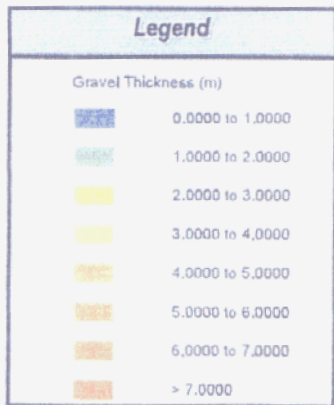 Legend
Gravel Thickness (m)
0.0000 to 1.0000
1.0000 to 2.0000
2.0000 to 3.0000
3.0000 to 4.0000
4.0000 to 5.0000
5.0000 to 6.0000
6.0000 to 7.0000
> 7.0000